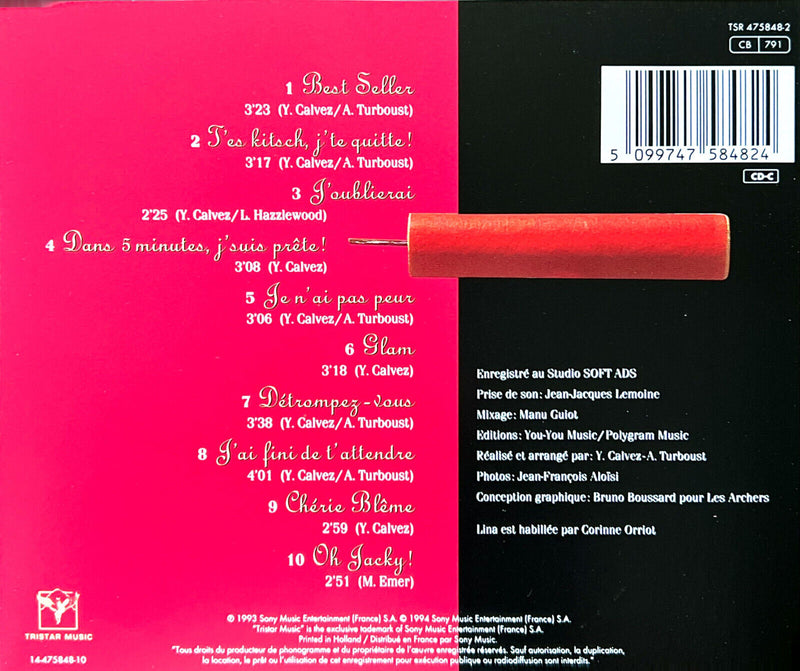 TSR 475848-2
CB 791
5 099747 584824
CD-C
1 Best Seller
3'23 (Y. Calvez/A. Turboust)
2 T'es kitsch, j'te quitte!
3'17 (Y. Calvez/A. Turboust)
3 J'oublierai
2'25 (Y. Calvez/L. Hazzlewood)
4 Dans 5 minutes, j'suis prête!
3'08 (Y. Calvez)
5 Je n'ai pas peur
3'06 (Y. Calvez/A. Turboust)
6 Glam
3'18 (Y. Calvez)
7 Détrompez-vous
3'38 (Y. Calvez/A. Turboust)
8 J'ai fini de t'attendre
4'01 (Y. Calvez/A. Turboust)
9 Chérie Blême
2'59 (Y. Calvez)
10 Oh Jacky!
2'51 (M. Emer)
Enregistré au Studio SOFT ADS
Prise de son: Jean-Jacques Lemoine
Mixage: Manu Guiot
Editions: You-You Music/Polygram Music
Réalisé et arrangé par: Y. Calvez-A. Turboust
Photos: Jean-François Aloïsi
Conception graphique: Bruno Boussard pour Les Archers
Lina est habillée par Corinne Orriot
TRISTAR MUSIC
14-475848-10
℗ 1993 Sony Music Entertainment (France) S.A. © 1994 Sony Music Entertainment (France) S.A.
"Tristar Music" is the exclusive trademark of Sony Music Entertainment (France) S.A.
Printed in Holland / Distribué en France par Sony Music.
"Tous droits du producteur de phonogramme et du propriétaire de l'œuvre enregistrée réservés. Sauf autorisation, la duplication,
la location, le prêt ou l'utilisation de cet enregistrement pour exécution publique ou radiodiffusion sont interdits."